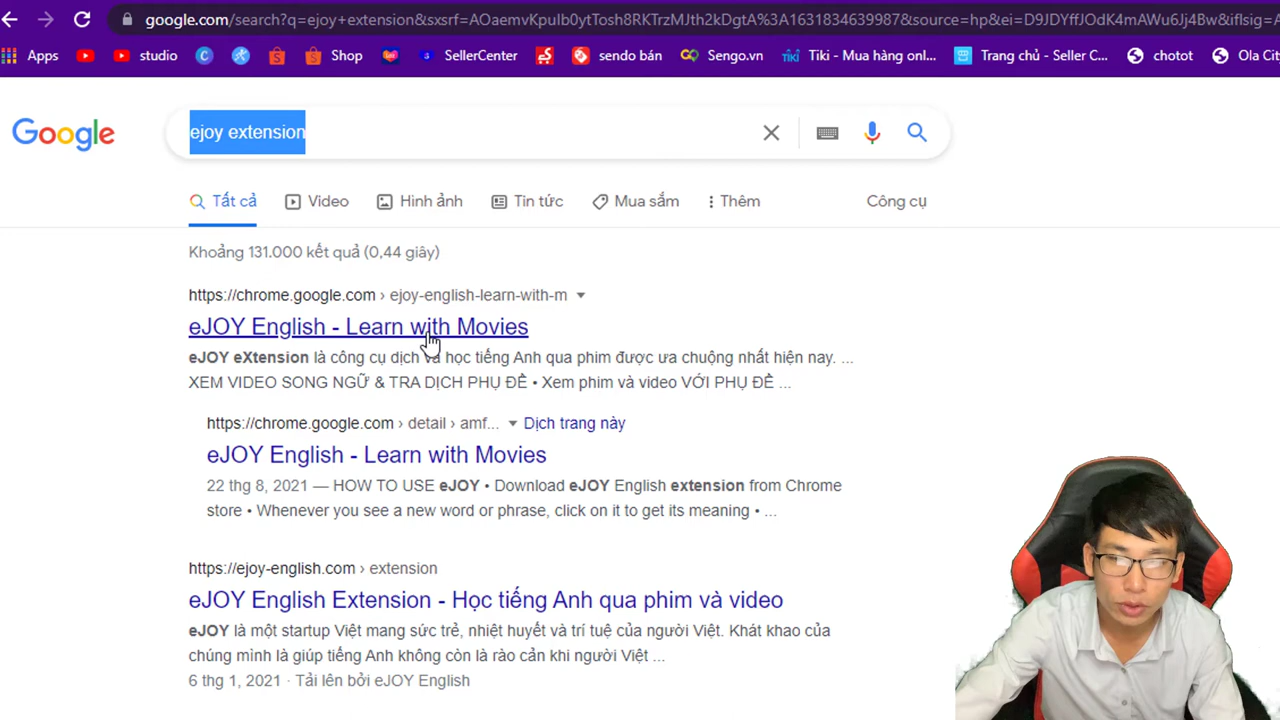 google.com/search?q=ejoy+extension&sxsrf=AOaemvKpuIb0ytTosh8RKTrzMJth2kDgtA%3A1631834639987&source=hp&ei=D9JDYffJOdK4mAWu6Jj4Bw&iflsig=A
Apps studio Shop SellerCenter sendo bán Sengo.vn Tiki - Mua hàng onl... Trang chủ - Seller C... chotot Ola City
Google ejoy extension
Tất cả Video Hình ảnh Tin tức Mua sắm Thêm Công cụ
Khoảng 131.000 kết quả (0,44 giây)
https://chrome.google.com › ejoy-english-learn-with-m
eJOY English - Learn with Movies
eJOY eXtension là công cụ dịch và học tiếng Anh qua phim được ưa chuộng nhất hiện nay. ...
XEM VIDEO SONG NGỮ & TRA DỊCH PHỤ ĐỀ • Xem phim và video VỚI PHỤ ĐỀ ...
https://chrome.google.com › detail › amf... Dịch trang này
eJOY English - Learn with Movies
22 thg 8, 2021 — HOW TO USE eJOY • Download eJOY English extension from Chrome
store • Whenever you see a new word or phrase, click on it to get its meaning • ...
https://ejoy-english.com › extension
eJOY English Extension - Học tiếng Anh qua phim và video
eJOY là một startup Việt mang sức trẻ, nhiệt huyết và trí tuệ của người Việt. Khát khao của
chúng mình là giúp tiếng Anh không còn là rào cản khi người Việt ...
6 thg 1, 2021 · Tải lên bởi eJOY English